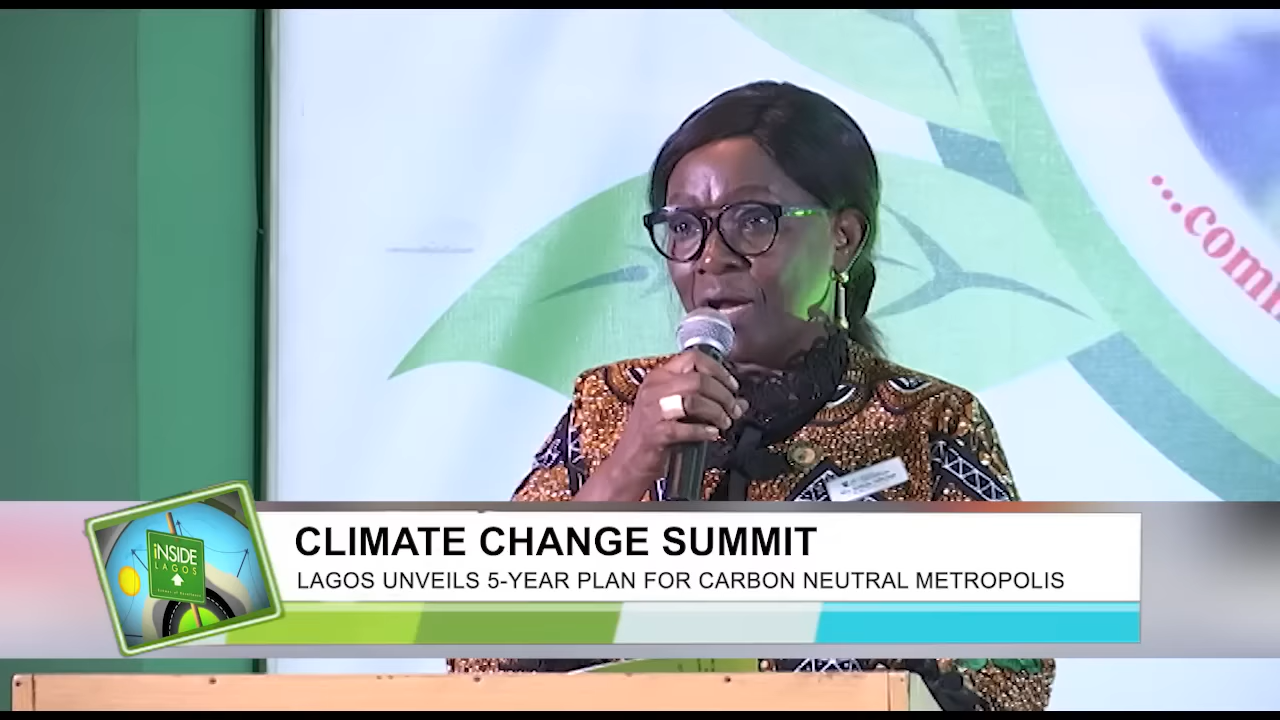 ...com
CLIMATE CHANGE SUMMIT
LAGOS UNVEILS 5-YEAR PLAN FOR CARBON NEUTRAL METROPOLIS
iNSIDE
LAGOS